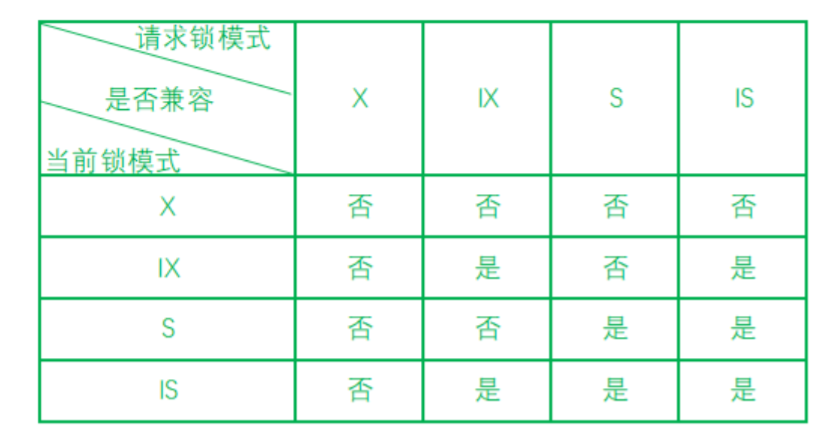 请求锁模式
是否兼容
当前锁模式
X IX S IS
X 否 否 否 否
IX 否 是 否 是
S 否 否 是 是
IS 否 是 是 是